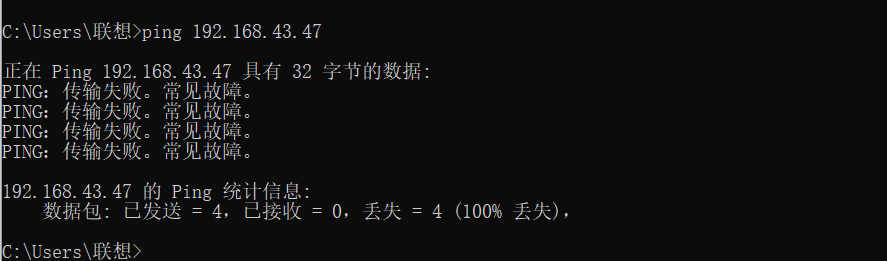 C:\Users\联想>ping 192.168.43.47
正在 Ping 192.168.43.47 具有 32 字节的数据:
PING: 传输失败。常见故障。
PING: 传输失败。常见故障。
PING: 传输失败。常见故障。
PING: 传输失败。常见故障。
192.168.43.47 的 Ping 统计信息:
    数据包: 已发送 = 4，已接收 = 0，丢失 = 4 (100% 丢失)，
C:\Users\联想>